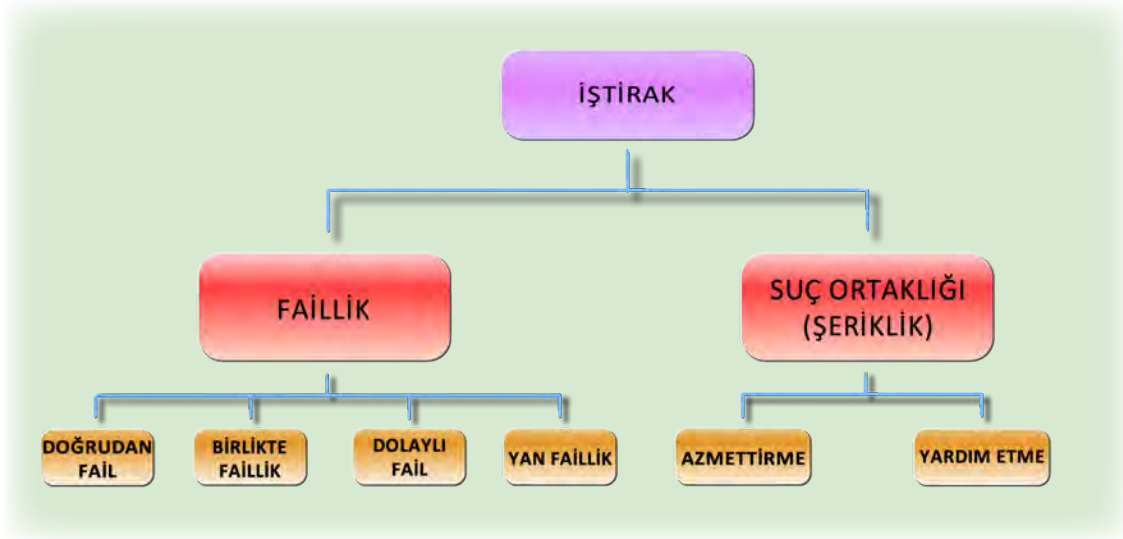 İŞTİRAK
FAİLLİK
SUÇ ORTAKLIĞI
(ŞERİKLİK)
DOĞRUDAN
FAİL
BİRLİKTE
FAİLLİK
DOLAYLI
FAİL
YAN FAİLLİK
AZMETTİRME
YARDIM ETME